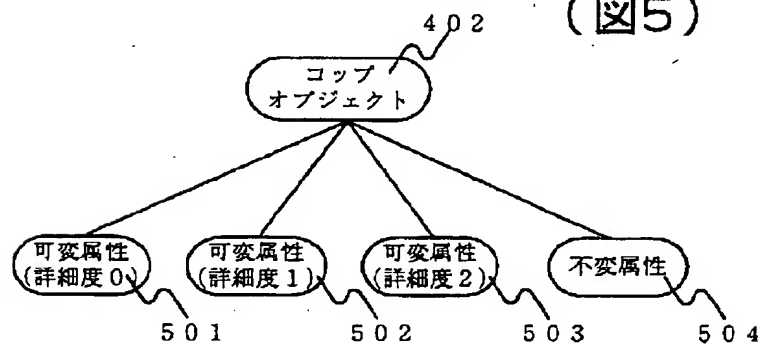 (図5)
402
コップ
オブジェクト
可変属性
(詳細度0)
可変属性
(詳細度1)
可変属性
(詳細度2)
不変属性
501
502
503
504